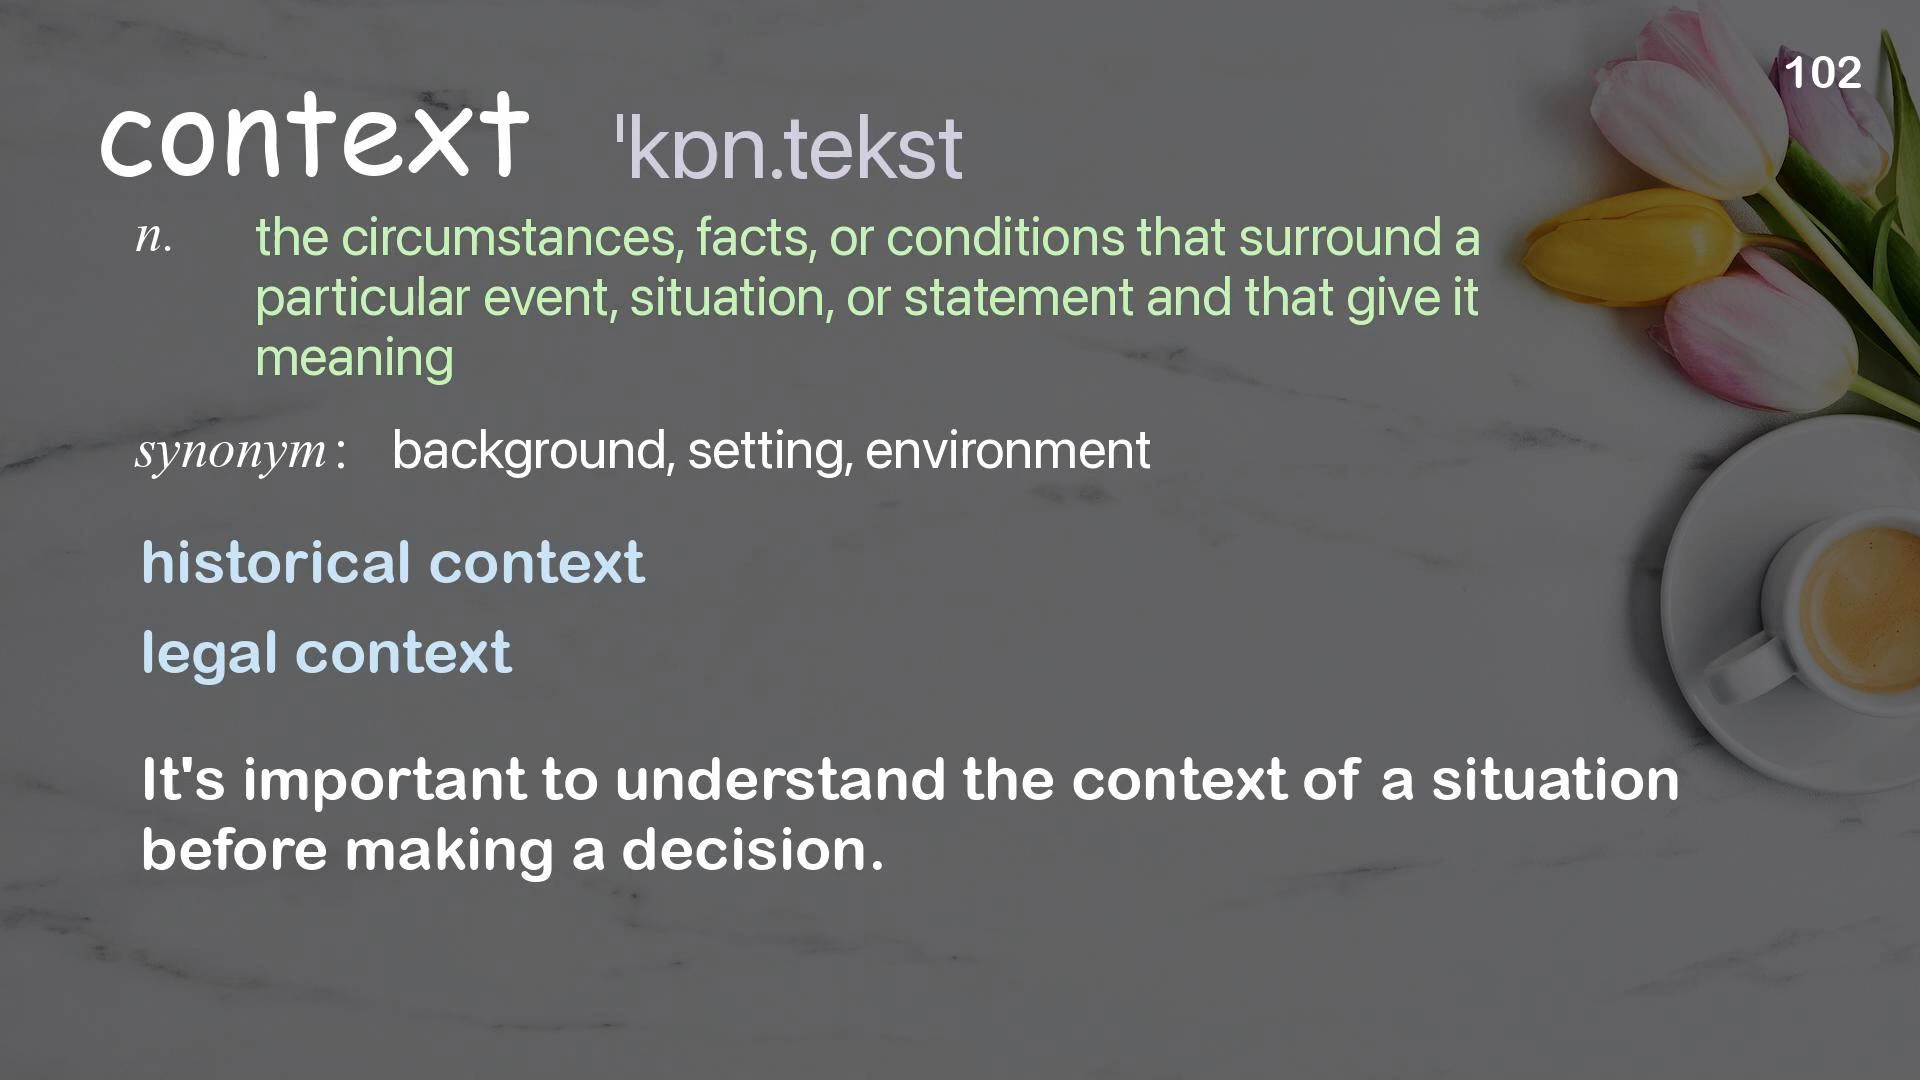 102
context ˈkɒn.tekst
n. the circumstances, facts, or conditions that surround a
particular event, situation, or statement and that give it
meaning
synonym: background, setting, environment
historical context
legal context
It's important to understand the context of a situation
before making a decision.